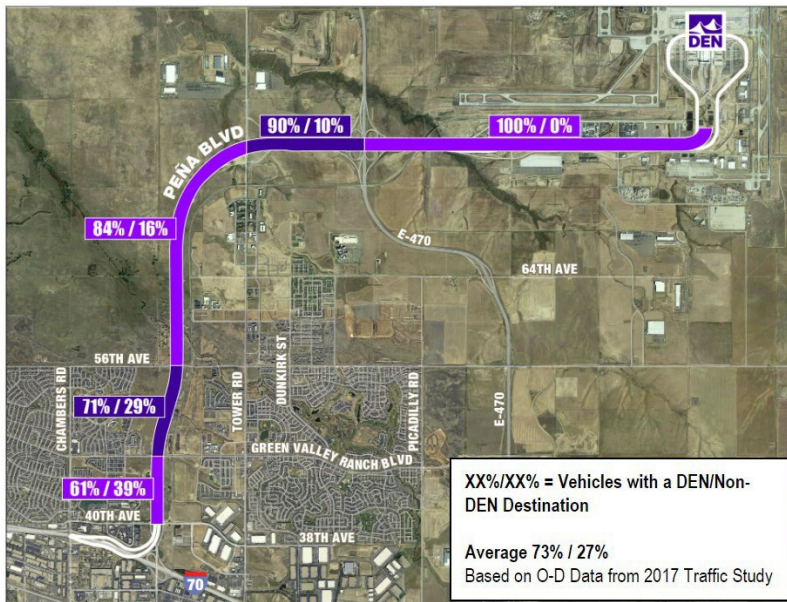 DEN
90% / 10%
100% / 0%
PEÑA BLVD
84% / 16%
E-470
64TH AVE
56TH AVE
CHAMBERS RD
71% / 29%
TOWER RD
DUNKIRK ST
PICADILLY RD
E-470
GREEN VALLEY RANCH BLVD
61% / 39%
40TH AVE
38TH AVE
70
XX%/XX% = Vehicles with a DEN/Non-
DEN Destination
Average 73% / 27%
Based on O-D Data from 2017 Traffic Study